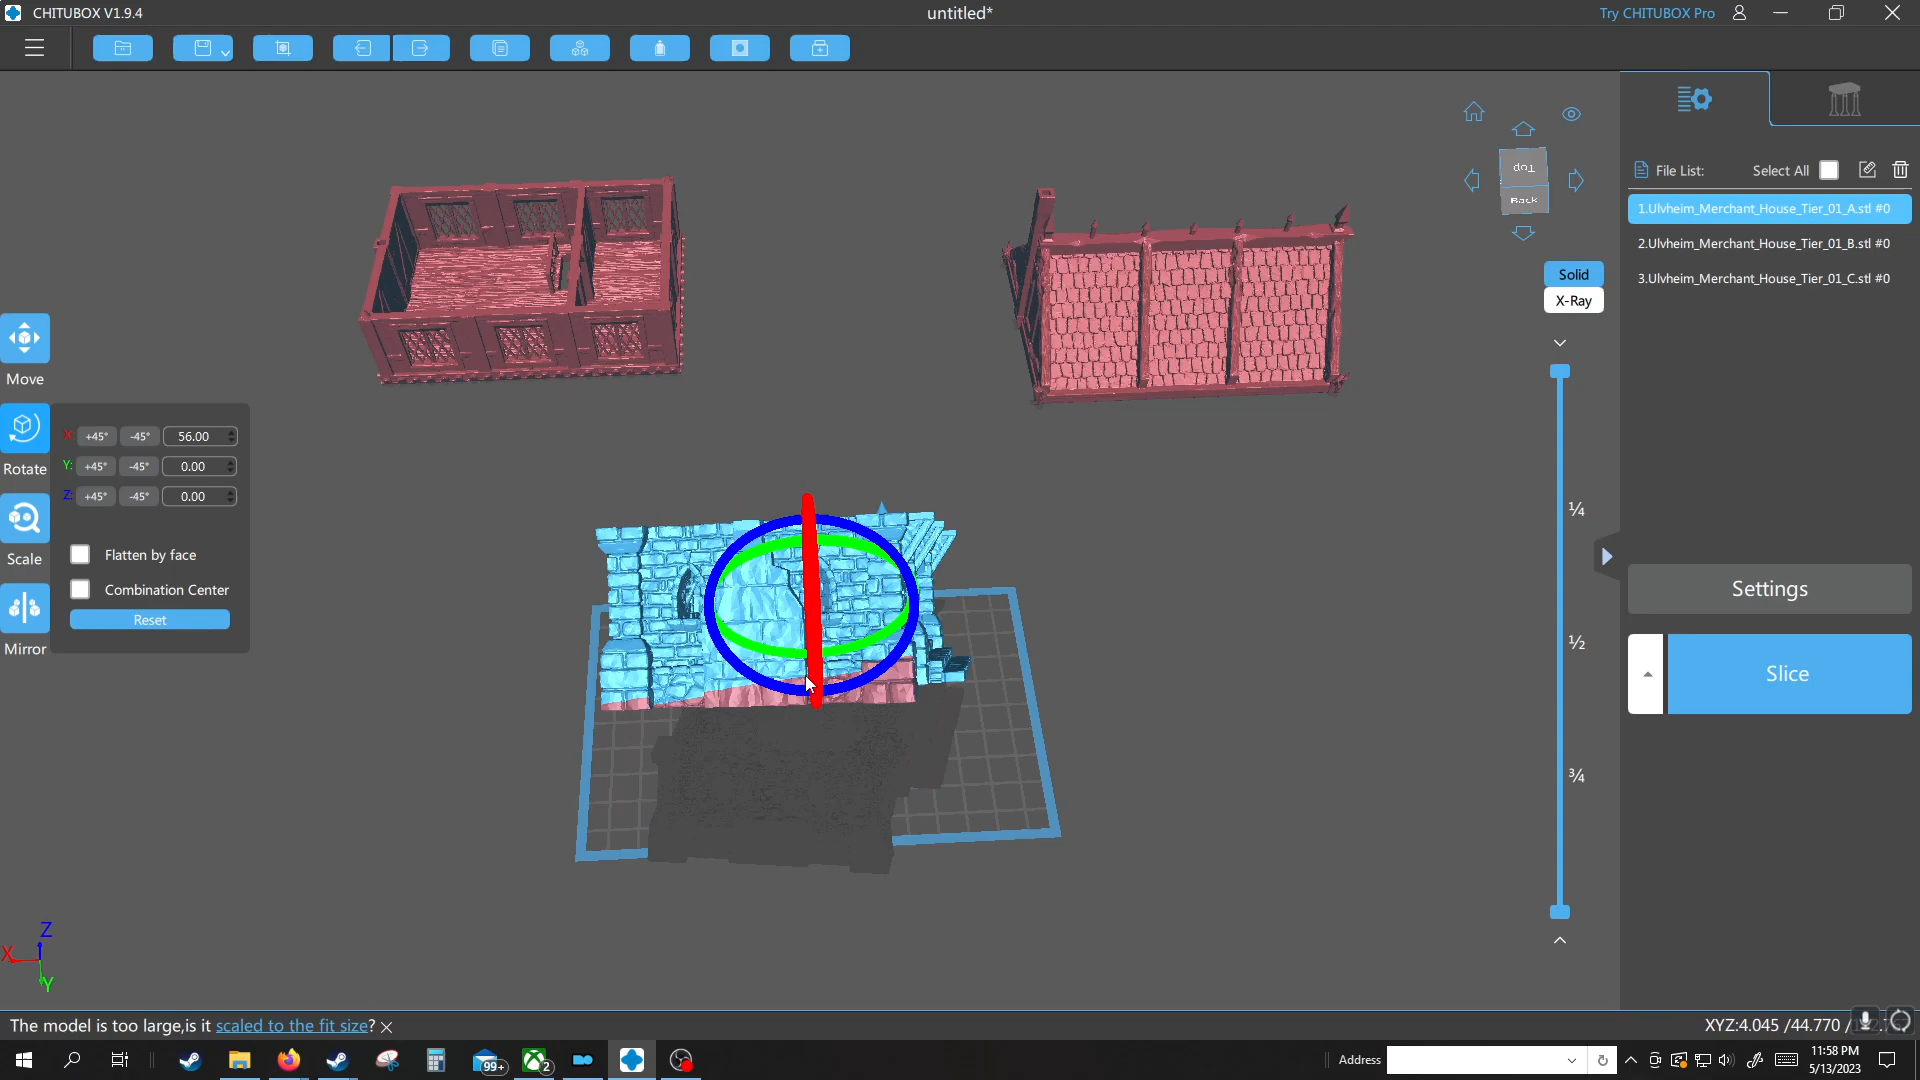 CHITUBOX V1.9.4
untitled*
Try CHITUBOX Pro
Top
Back
Solid
X-Ray
File List:
Select All
1.Ulvheim_Merchant_House_Tier_01_A.stl #0
2.Ulvheim_Merchant_House_Tier_01_B.stl #0
3.Ulvheim_Merchant_House_Tier_01_C.stl #0
Move
Rotate
Scale
Mirror
X: +45° -45° 56.00
Y: +45° -45° 0.00
Z: +45° -45° 0.00
Flatten by face
Combination Center
Reset
¼
½
¾
Settings
Slice
Z
X
Y
The model is too large,is it scaled to the fit size?
XYZ:4.045 /44.770 /
99+
2
Address
11:58 PM
5/13/2023